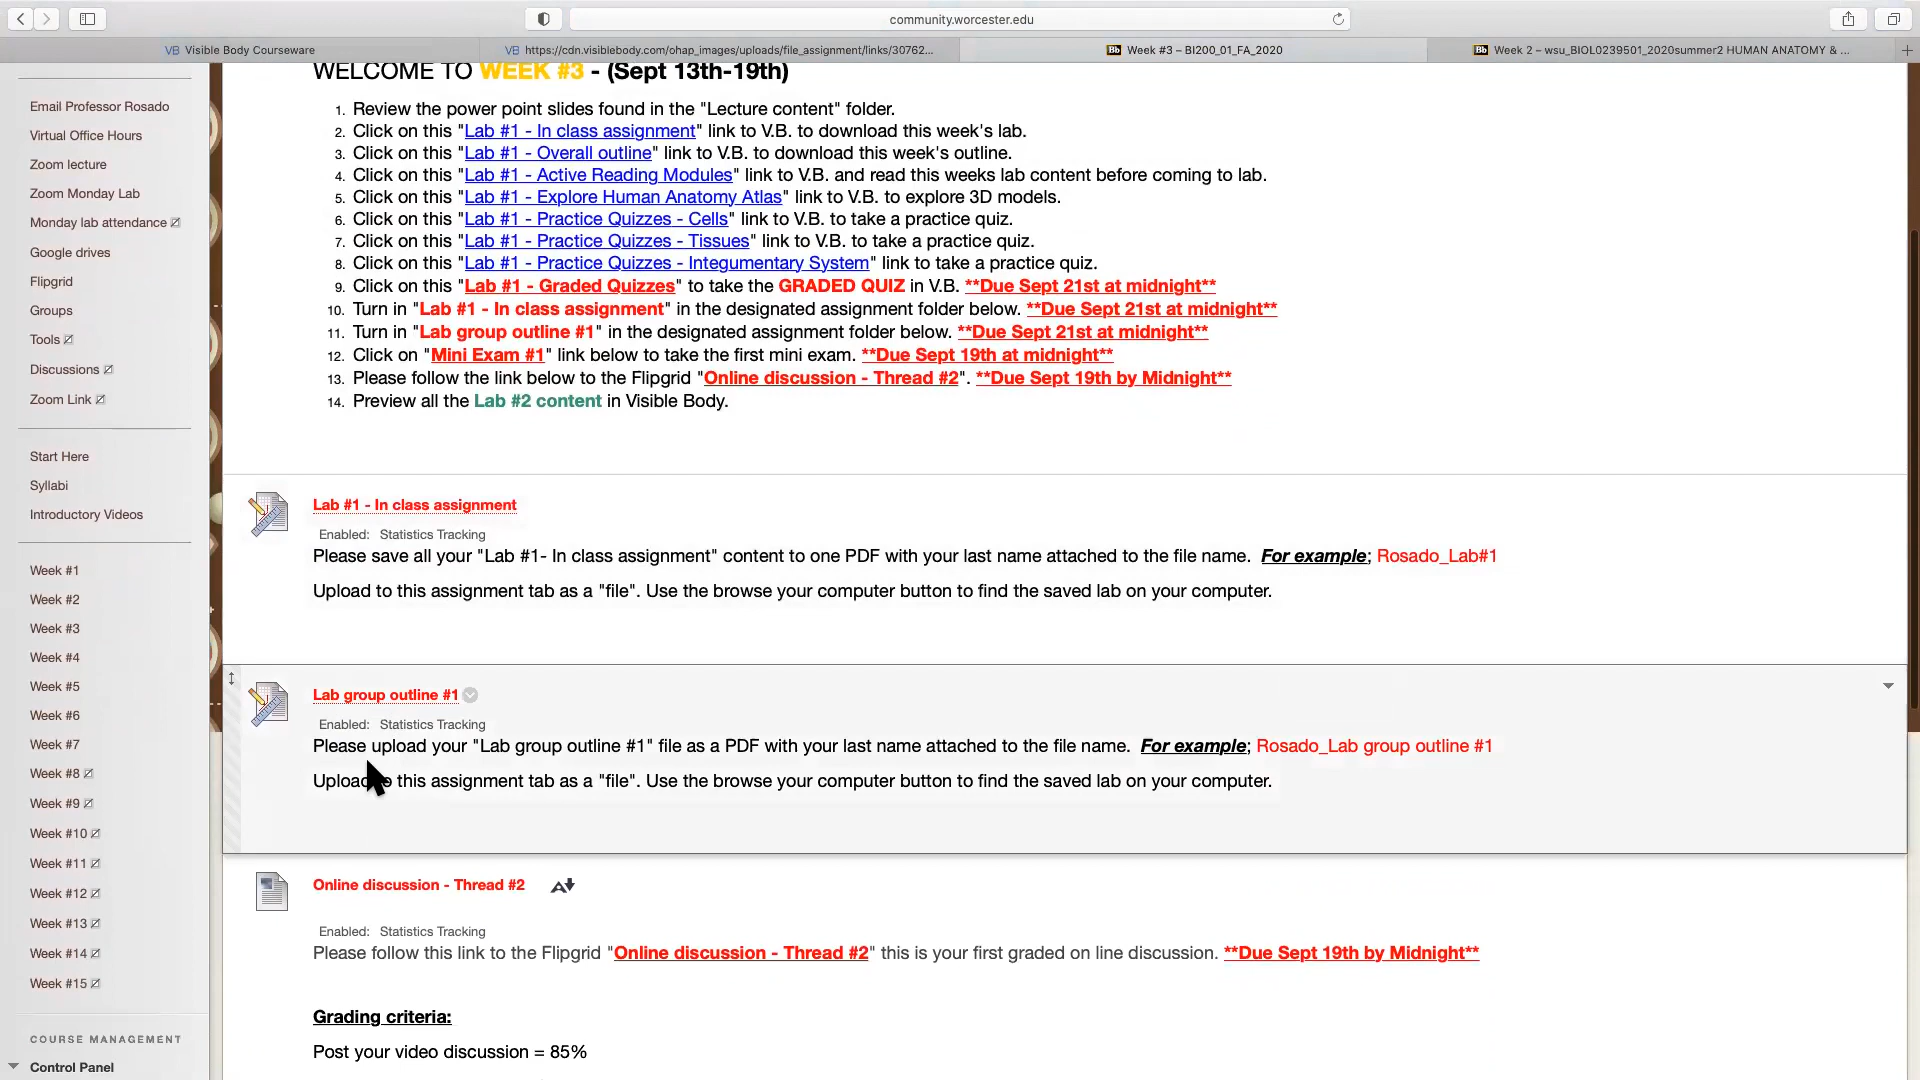 community.worcester.edu
VB Visible Body Courseware
VB https://cdn.visiblebody.com/ohap_images/uploads/file_assignment/links/30762...
Bb Week #3 – BI200_01_FA_2020
Bb Week 2 – wsu_BIOL0239501_2020summer2 HUMAN ANATOMY & ...
Email Professor Rosado
Virtual Office Hours
Zoom lecture
Zoom Monday Lab
Monday lab attendance
Google drives
Flipgrid
Groups
Tools
Discussions
Zoom Link
Start Here
Syllabi
Introductory Videos
Week #1
Week #2
Week #3
Week #4
Week #5
Week #6
Week #7
Week #8
Week #9
Week #10
Week #11
Week #12
Week #13
Week #14
Week #15
COURSE MANAGEMENT
Control Panel
WELCOME TO WEEK #3 - (Sept 13th-19th)
1. Review the power point slides found in the "Lecture content" folder.
2. Click on this "Lab #1 - In class assignment" link to V.B. to download this week's lab.
3. Click on this "Lab #1 - Overall outline" link to V.B. to download this week's outline.
4. Click on this "Lab #1 - Active Reading Modules" link to V.B. and read this weeks lab content before coming to lab.
5. Click on this "Lab #1 - Explore Human Anatomy Atlas" link to V.B. to explore 3D models.
6. Click on this "Lab #1 - Practice Quizzes - Cells" link to V.B. to take a practice quiz.
7. Click on this "Lab #1 - Practice Quizzes - Tissues" link to V.B. to take a practice quiz.
8. Click on this "Lab #1 - Practice Quizzes - Integumentary System" link to take a practice quiz.
9. Click on this "Lab #1 - Graded Quizzes" to take the GRADED QUIZ in V.B. **Due Sept 21st at midnight**
10. Turn in "Lab #1 - In class assignment" in the designated assignment folder below. **Due Sept 21st at midnight**
11. Turn in "Lab group outline #1" in the designated assignment folder below. **Due Sept 21st at midnight**
12. Click on "Mini Exam #1" link below to take the first mini exam. **Due Sept 19th at midnight**
13. Please follow the link below to the Flipgrid "Online discussion - Thread #2". **Due Sept 19th by Midnight**
14. Preview all the Lab #2 content in Visible Body.
Lab #1 - In class assignment
Enabled: Statistics Tracking
Please save all your "Lab #1- In class assignment" content to one PDF with your last name attached to the file name. For example; Rosado_Lab#1
Upload to this assignment tab as a "file". Use the browse your computer button to find the saved lab on your computer.
Lab group outline #1
Enabled: Statistics Tracking
Please upload your "Lab group outline #1" file as a PDF with your last name attached to the file name. For example; Rosado_Lab group outline #1
Upload to this assignment tab as a "file". Use the browse your computer button to find the saved lab on your computer.
Online discussion - Thread #2
Enabled: Statistics Tracking
Please follow this link to the Flipgrid "Online discussion - Thread #2" this is your first graded on line discussion. **Due Sept 19th by Midnight**
Grading criteria:
Post your video discussion = 85%